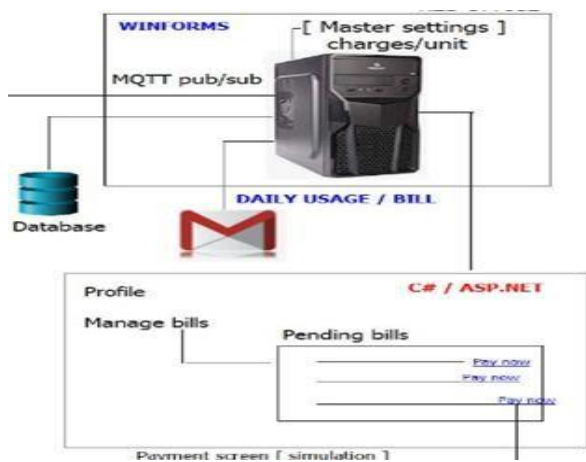 WINFORMS
[ Master settings ]
charges/unit
MQTT pub/sub
DAILY USAGE / BILL
Database
C# / ASP.NET
Profile
Manage bills
Pending bills
Pay now
Pay now
Pay now
Payment screen [ simulation ]